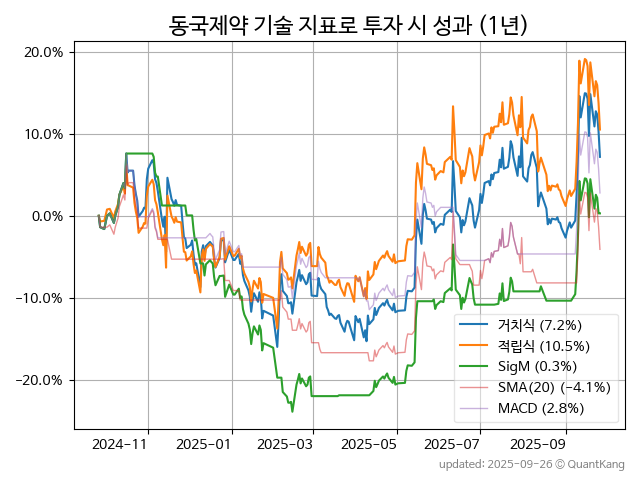 동국제약 기술 지표로 투자 시 성과 (1년)
20.0%
10.0%
0.0%
−10.0%
−20.0%
거치식 (7.2%)
적립식 (10.5%)
SigM (0.3%)
SMA(20) (−4.1%)
MACD (2.8%)
2024-11 2025-01 2025-03 2025-05 2025-07 2025-09
updated: 2025-09-26 © QuantKang